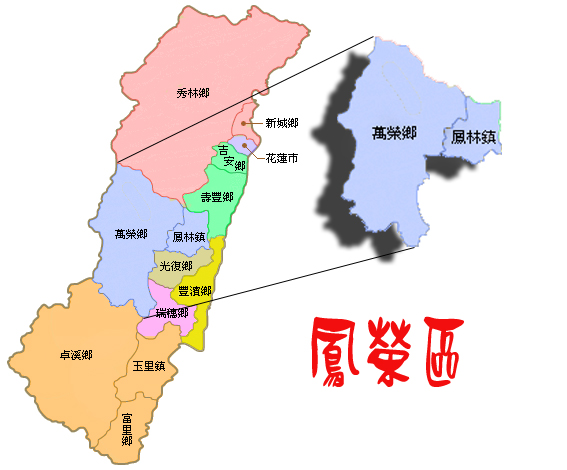 秀林鄉
新城鄉
花蓮市
吉安鄉
壽豐鄉
萬榮鄉
鳳林鎮
光復鄉
豐濱鄉
瑞穗鄉
卓溪鄉
玉里鎮
富里鄉
萬榮鄉
鳳林鎮
鳳榮區